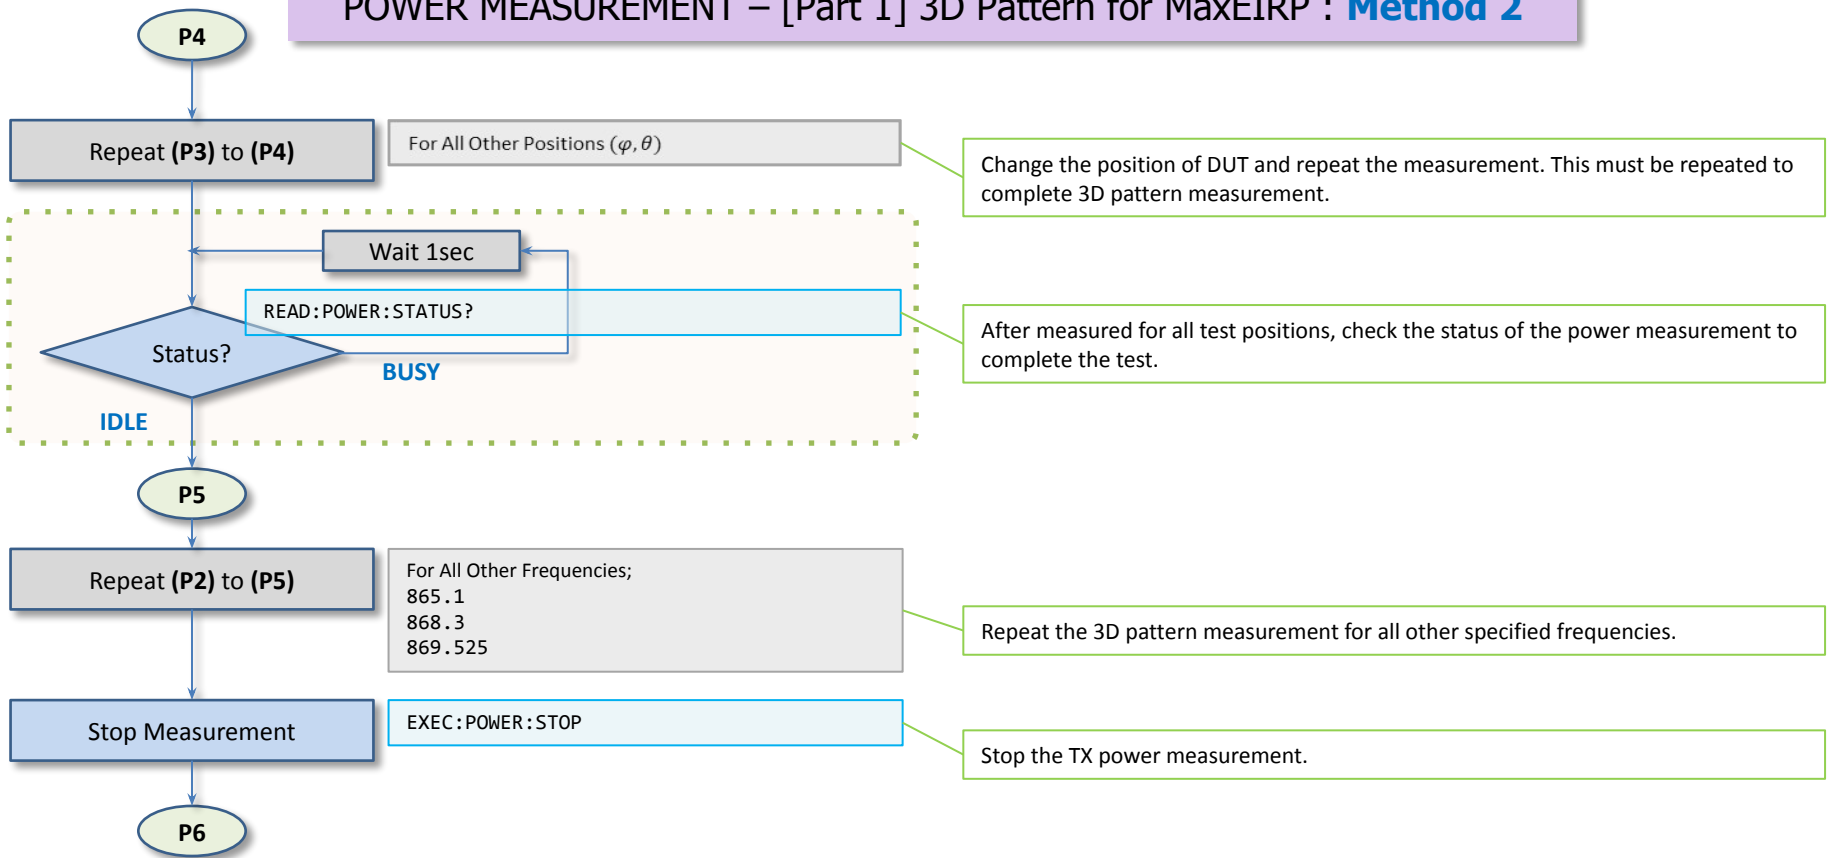 POWER MEASUREMENT – [Part 1] 3D Pattern for MaxEIRP : Method 2
P4
Repeat (P3) to (P4)
For All Other Positions (φ, θ)
Change the position of DUT and repeat the measurement. This must be repeated to
complete 3D pattern measurement.
Wait 1sec
READ:POWER:STATUS?
Status?
BUSY
IDLE
After measured for all test positions, check the status of the power measurement to
complete the test.
P5
Repeat (P2) to (P5)
For All Other Frequencies;
865.1
868.3
869.525
Repeat the 3D pattern measurement for all other specified frequencies.
Stop Measurement
EXEC:POWER:STOP
Stop the TX power measurement.
P6